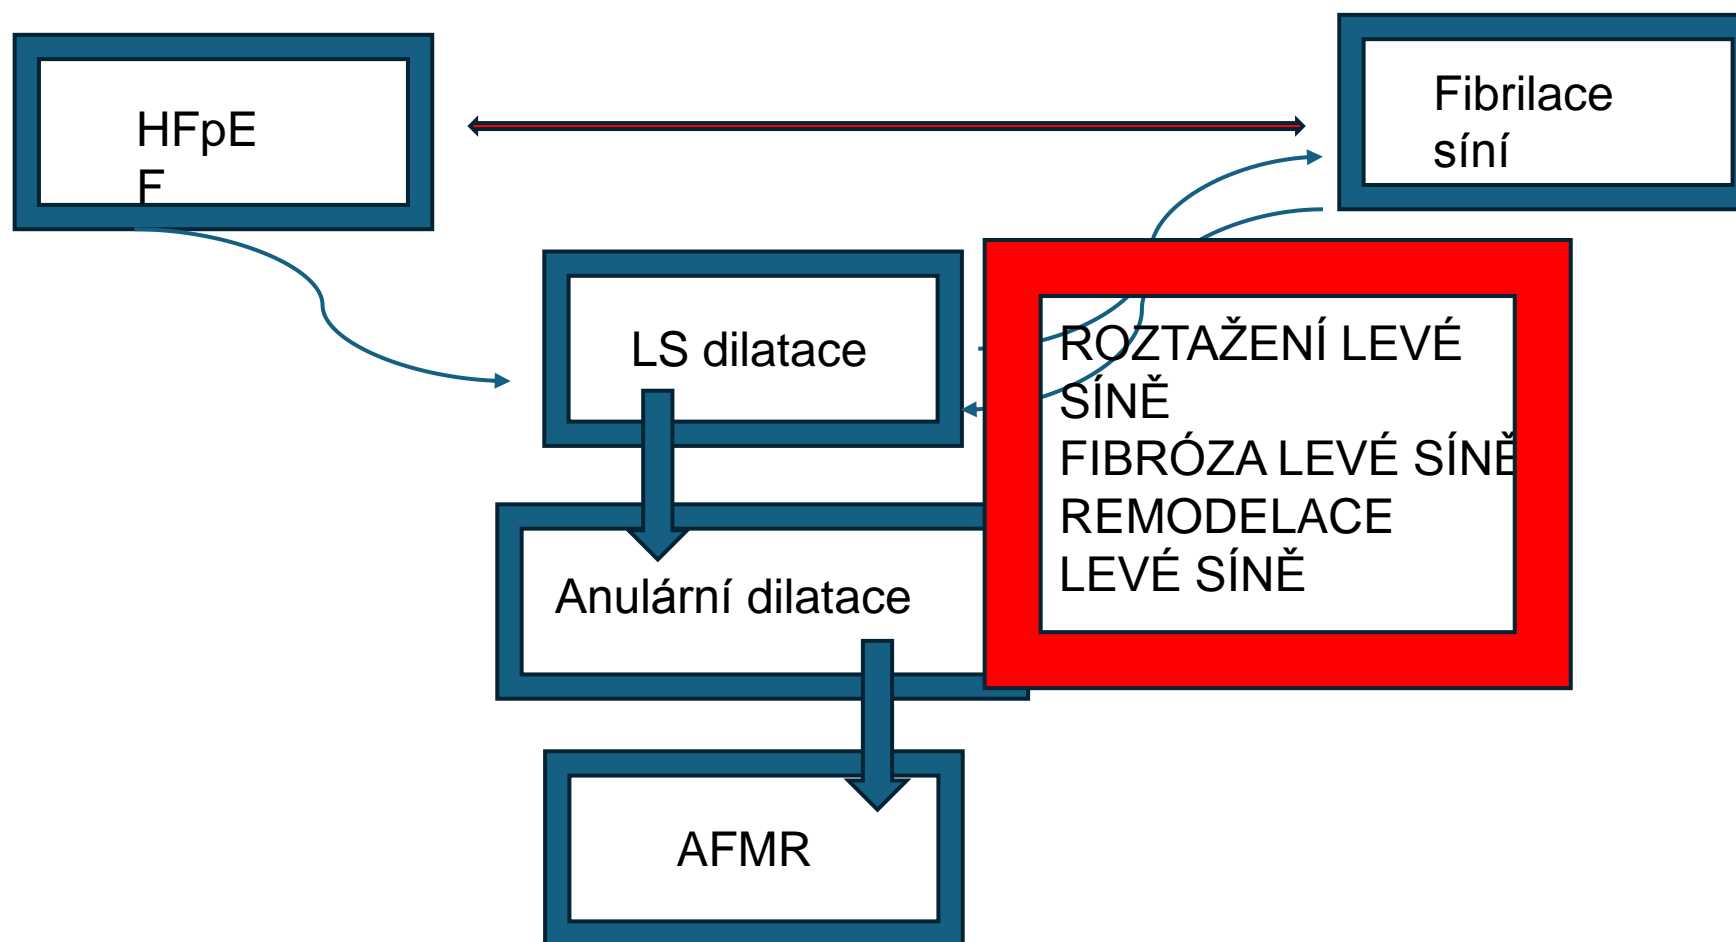 HFpE
F
Fibrilace
síní
LS dilatace
ROZTAŽENÍ LEVÉ
SÍNĚ
FIBRÓZA LEVÉ SÍNĚ
REMODELACE
LEVÉ SÍNĚ
Anulární dilatace
AFMR